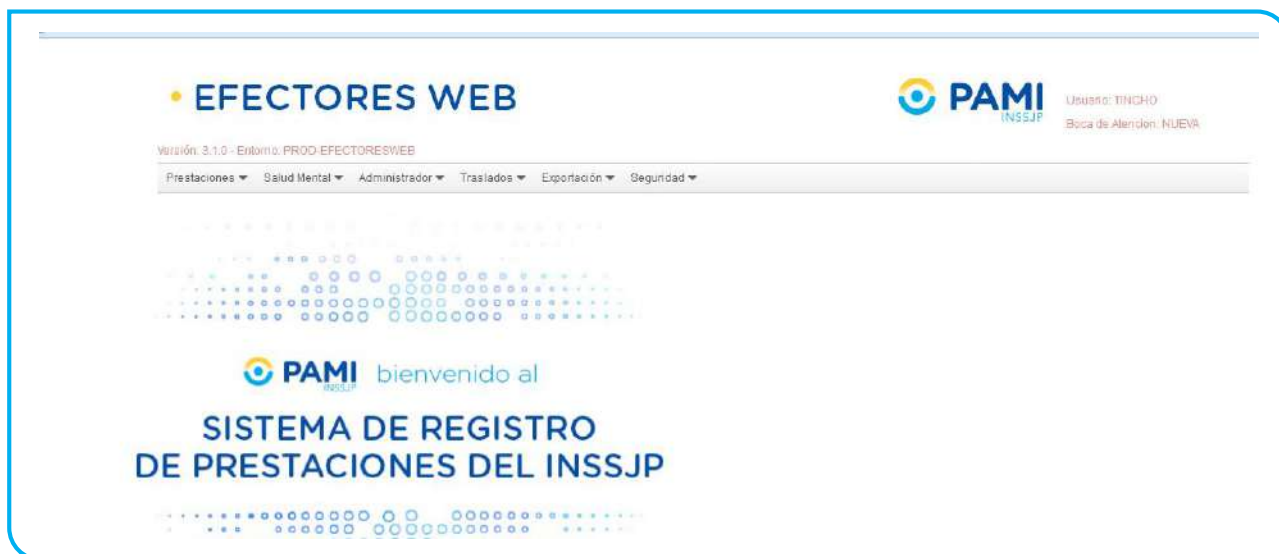 • EFECTORES WEB
PAMI
INSSJP
Usuario: TINCHO
Boca de Atencion: NUEVA
Versión: 3.1.0 - Entorno: PROD-EFECTORESWEB
Prestaciones Salud Mental Administrador Traslados Exportación Seguridad
PAMI bienvenido al
INSSJP
SISTEMA DE REGISTRO
DE PRESTACIONES DEL INSSJP